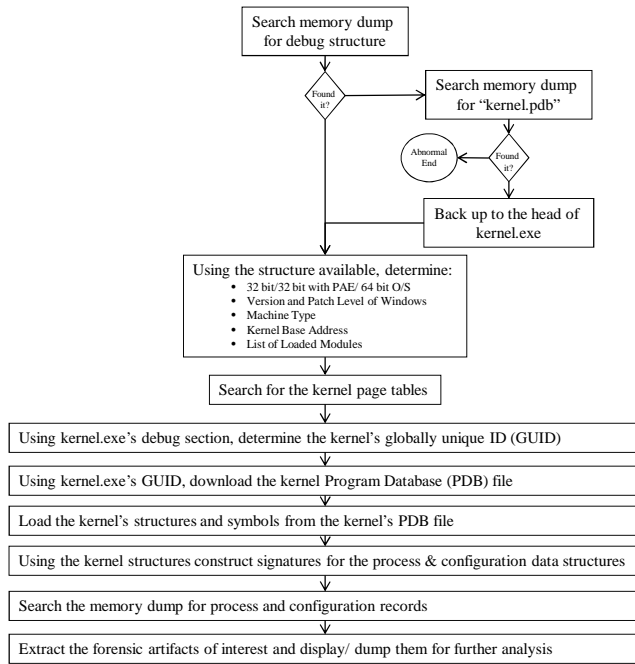 Search memory dump
for debug structure
Found
it?
Search memory dump
for “kernel.pdb”
Abnormal
End
Found
it?
Back up to the head of
kernel.exe
Using the structure available, determine:
• 32 bit/32 bit with PAE/ 64 bit O/S
• Version and Patch Level of Windows
• Machine Type
• Kernel Base Address
• List of Loaded Modules
Search for the kernel page tables
Using kernel.exe’s debug section, determine the kernel’s globally unique ID (GUID)
Using kernel.exe’s GUID, download the kernel Program Database (PDB) file
Load the kernel’s structures and symbols from the kernel’s PDB file
Using the kernel structures construct signatures for the process & configuration data structures
Search the memory dump for process and configuration records
Extract the forensic artifacts of interest and display/ dump them for further analysis